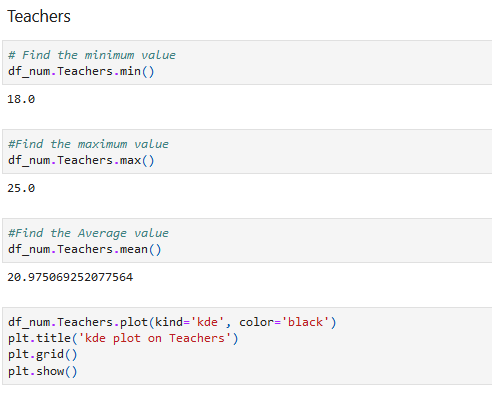 Teachers
# Find the minimum value
df_num.Teachers.min()
18.0
#Find the maximum value
df_num.Teachers.max()
25.0
#Find the Average value
df_num.Teachers.mean()
20.975069252077564
df_num.Teachers.plot(kind='kde', color='black')
plt.title('kde plot on Teachers')
plt.grid()
plt.show()